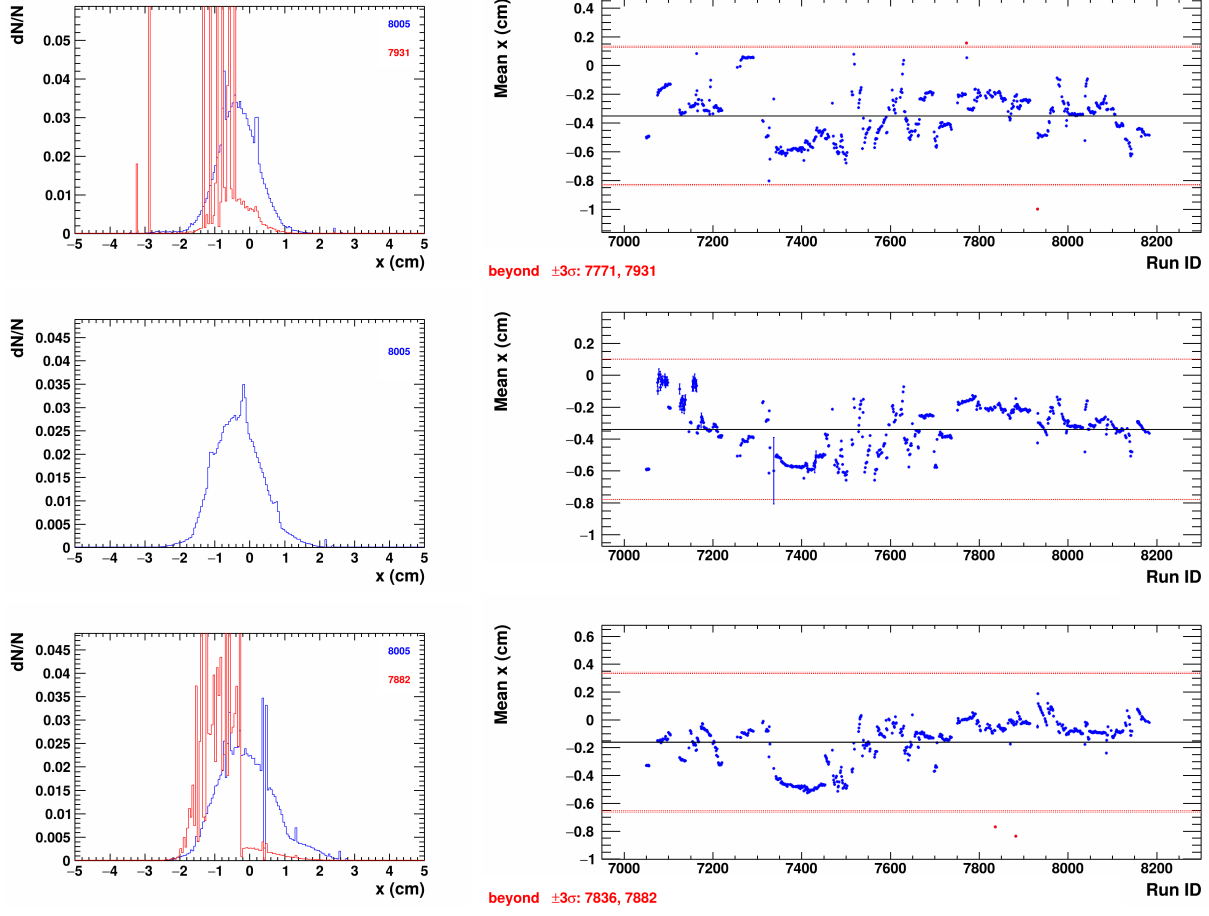 dN/N
0.05
0.04
0.03
0.02
0.01
0
−5 −4 −3 −2 −1 0 1 2 3 4 5
x (cm)
8005
7931
Mean x (cm)
0.4
0.2
0
−0.2
−0.4
−0.6
−0.8
−1
7000 7200 7400 7600 7800 8000 8200
Run ID
beyond ±3σ: 7771, 7931
dN/N
0.045
0.04
0.035
0.03
0.025
0.02
0.015
0.01
0.005
0
−5 −4 −3 −2 −1 0 1 2 3 4 5
x (cm)
8005
Mean x (cm)
0.2
0
−0.2
−0.4
−0.6
−0.8
−1
7000 7200 7400 7600 7800 8000 8200
Run ID
dN/N
0.045
0.04
0.035
0.03
0.025
0.02
0.015
0.01
0.005
0
−5 −4 −3 −2 −1 0 1 2 3 4 5
x (cm)
8005
7882
Mean x (cm)
0.6
0.4
0.2
0
−0.2
−0.4
−0.6
−0.8
−1
7000 7200 7400 7600 7800 8000 8200
Run ID
beyond ±3σ: 7836, 7882